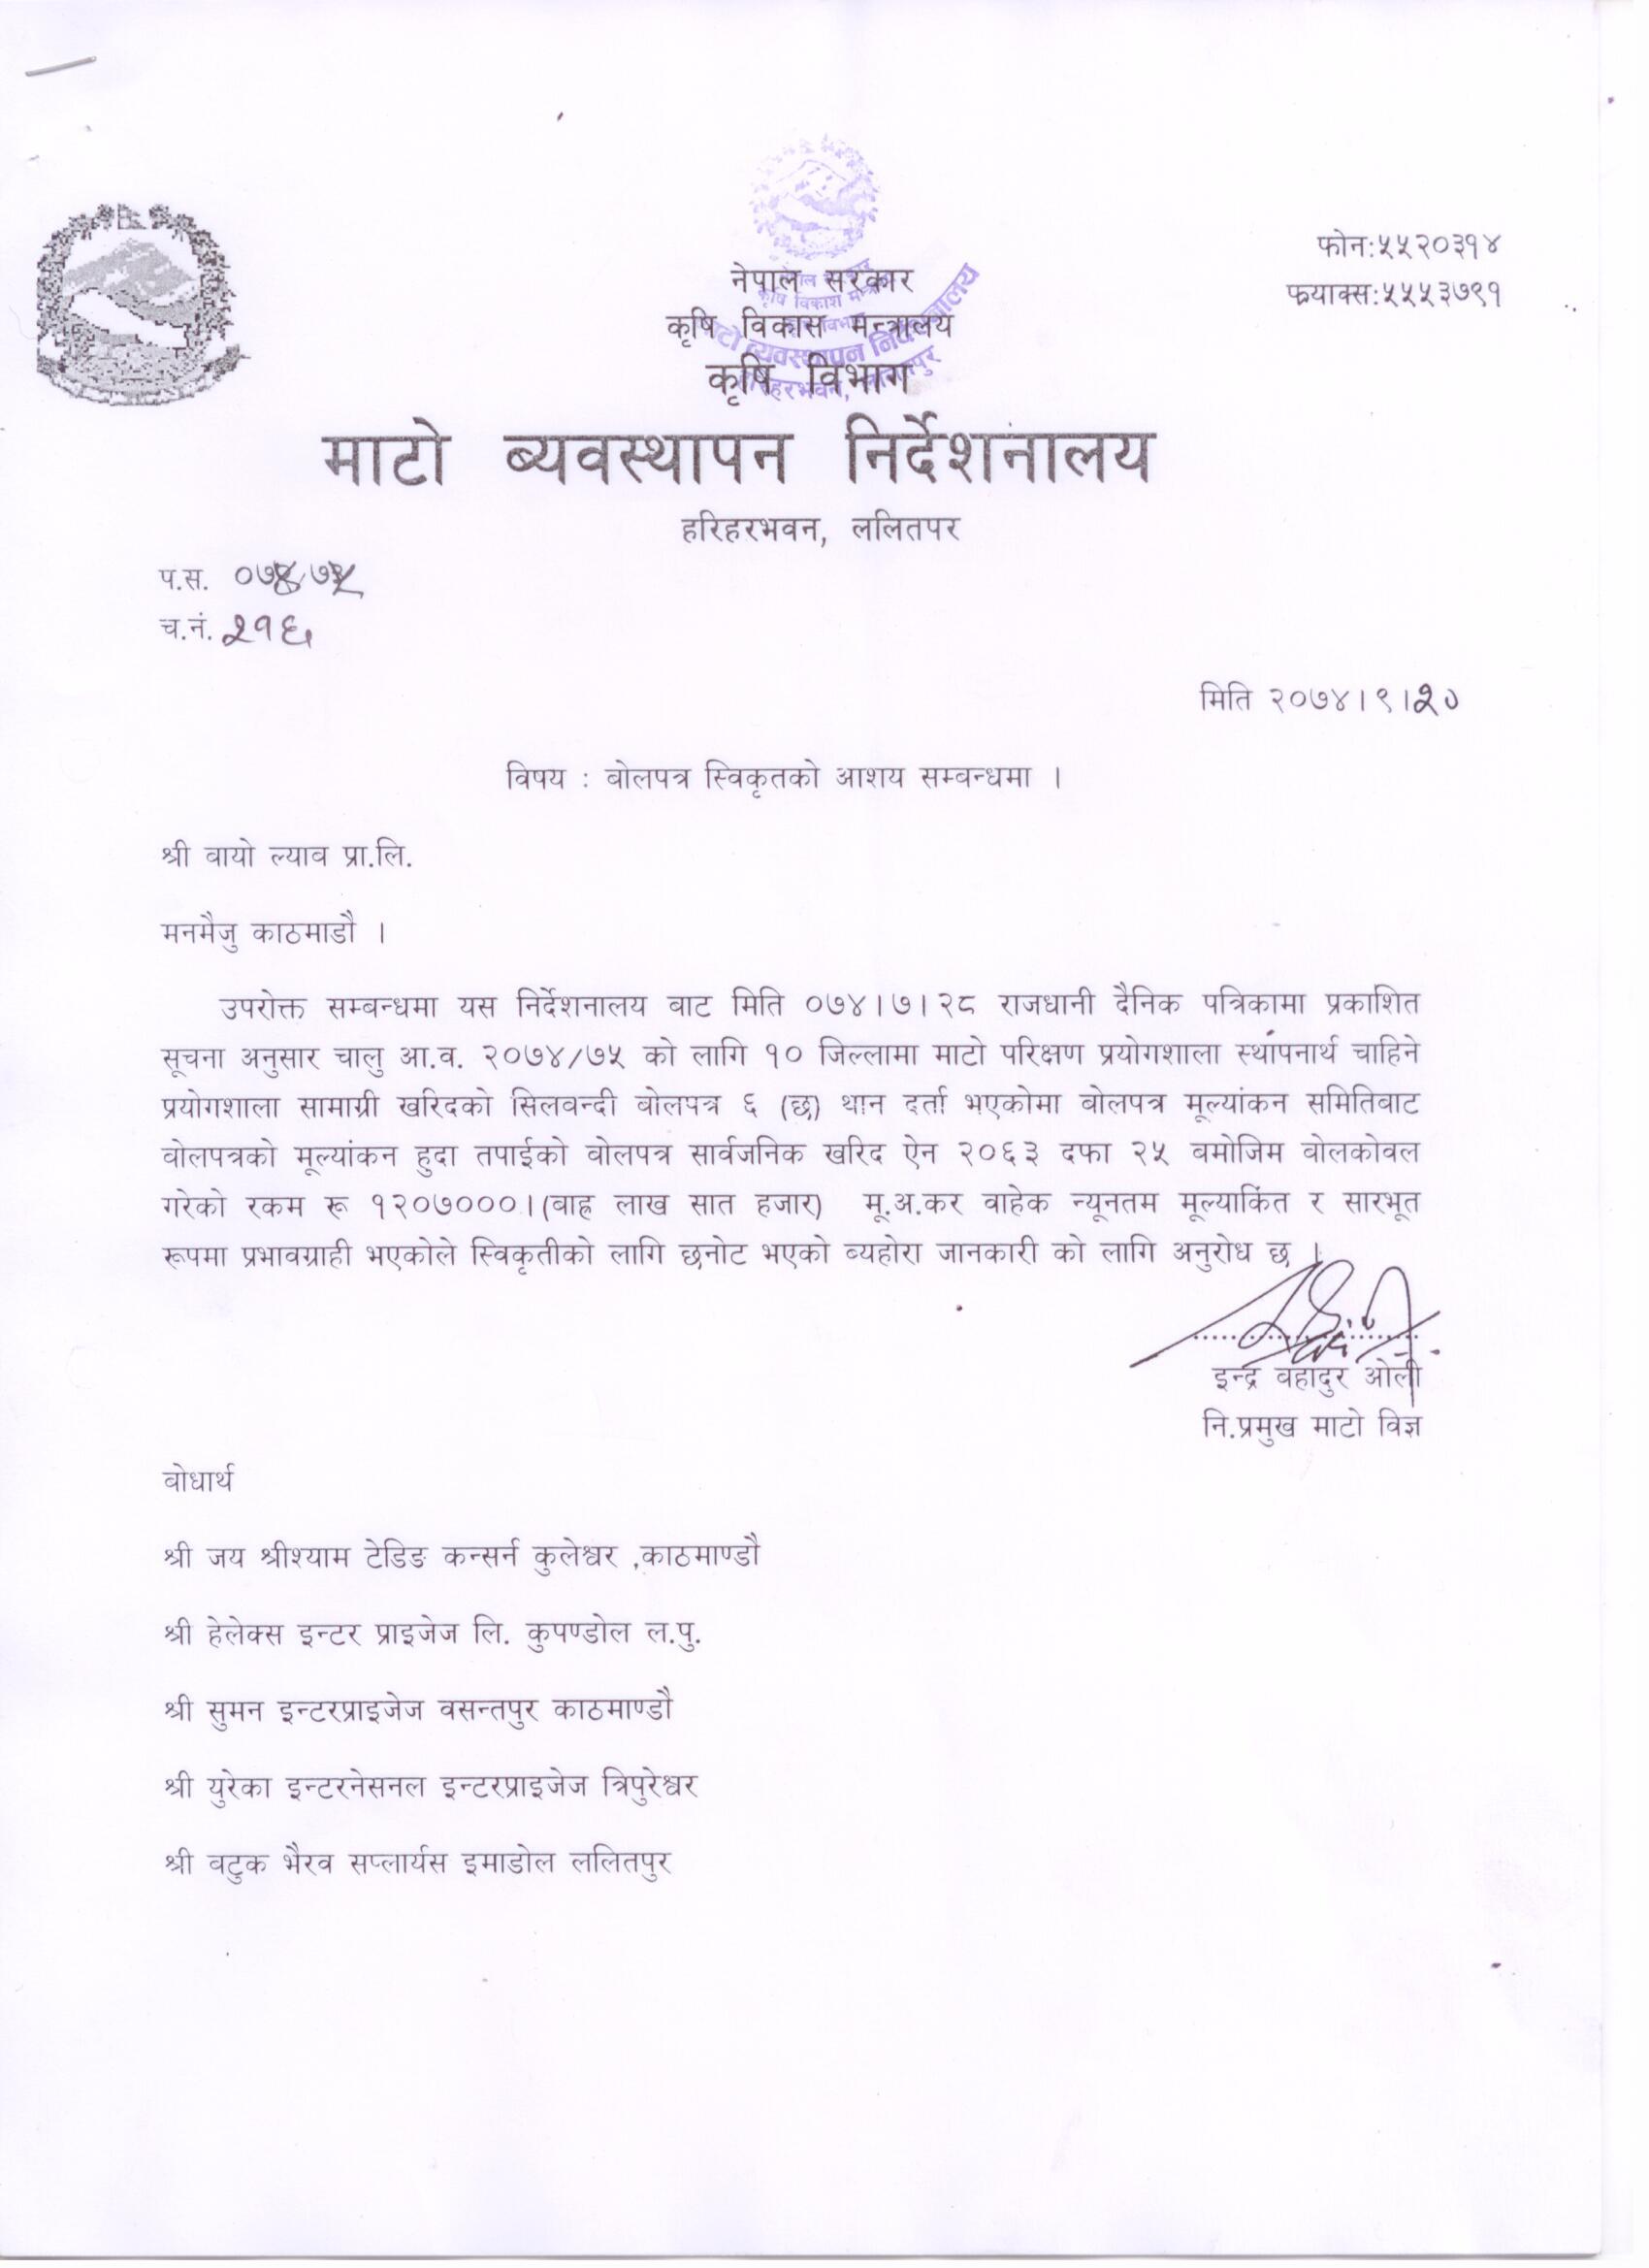 फोन:५५२०३१४
फयाक्स:५५५३७९१
नेपाल सरकार
कृषि विकास मन्त्रालय
कृषि विभाग
माटो ब्यवस्थापन निर्देशनालय
हरिहरभवन, ललितपर
प.स. ०७४/७५
च.नं. २१६
मिति २०७४।९।२०
विषय : बोलपत्र स्विकृतको आशय सम्बन्धमा ।
श्री वायो ल्याव प्रा.लि.
मनमैजु काठमाडौ ।
उपरोक्त सम्बन्धमा यस निर्देशनालय बाट मिति ०७४।७।२८ राजधानी दैनिक पत्रिकामा प्रकाशित
सूचना अनुसार चालु आ.व. २०७४/७५ को लागि १० जिल्लामा माटो परिक्षण प्रयोगशाला स्थापनार्थ चाहिने
प्रयोगशाला सामाग्री खरिदको सिलवन्दी बोलपत्र ६ (छ) थान दर्ता भएकोमा बोलपत्र मूल्यांकन समितिबाट
वोलपत्रको मूल्यांकन हुदा तपाईको वोलपत्र सार्वजनिक खरिद ऐन २०६३ दफा २५ बमोजिम बोलकोवल
गरेको रकम रू १२०७०००।(बाह्र लाख सात हजार) मू.अ.कर वाहेक न्यूनतम मूल्याकिंत र सारभूत
रूपमा प्रभावग्राही भएकोले स्विकृतीको लागि छनोट भएको व्यहोरा जानकारी को लागि अनुरोध छ ।
इन्द्र वहादुर ओली
नि.प्रमुख माटो विज्ञ
वोधार्थ
श्री जय श्रीश्याम टेडिङ कन्सर्न कुलेश्वर ,काठमाण्डौ
श्री हेलेक्स इन्टर प्राइजेज लि. कुपण्डोल ल.पु.
श्री सुमन इन्टरप्राइजेज वसन्तपुर काठमाण्डौ
श्री युरेका इन्टरनेसनल इन्टरप्राइजेज त्रिपुरेश्वर
श्री वटुक भैरव सप्लार्यस इमाडोल ललितपुर